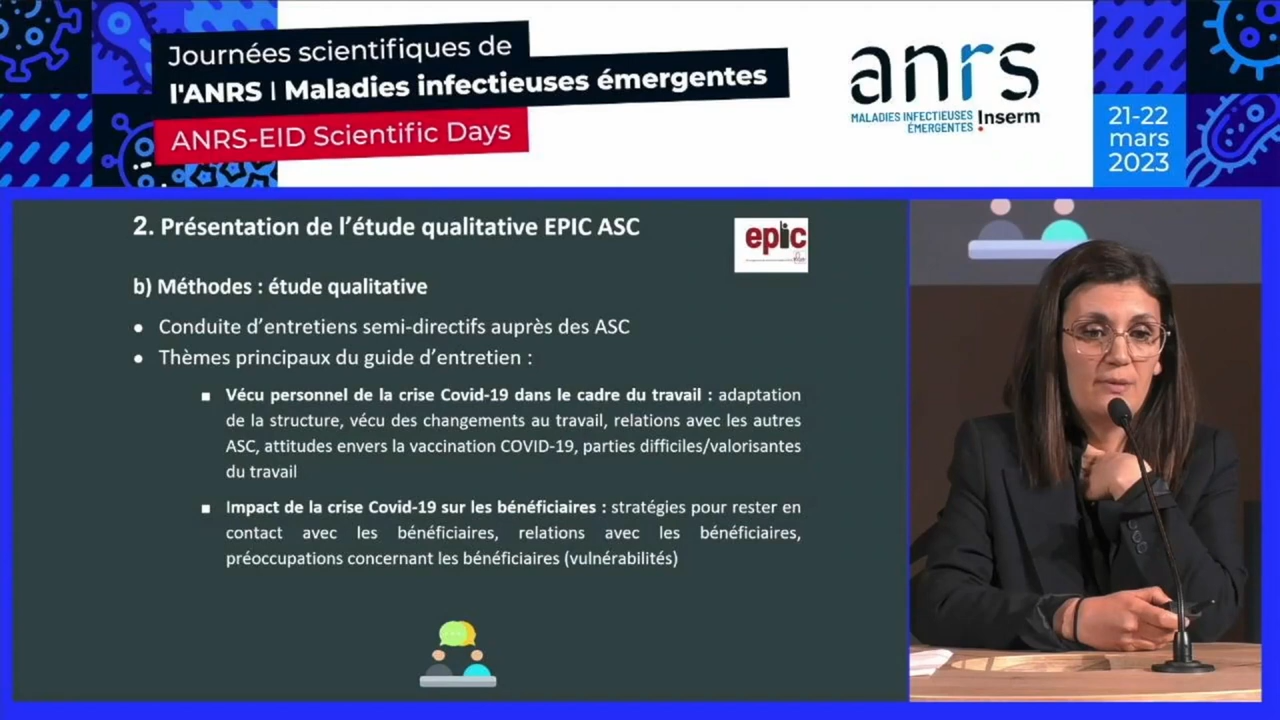 Journées scientifiques de
l'ANRS | Maladies infectieuses émergentes
ANRS-EID Scientific Days
anrs
MALADIES INFECTIEUSES
ÉMERGENTES
Inserm
21-22
mars
2023
2. Présentation de l'étude qualitative EPIC ASC
epic
b) Méthodes : étude qualitative
• Conduite d'entretiens semi-directifs auprès des ASC
• Thèmes principaux du guide d'entretien :
▪ Vécu personnel de la crise Covid-19 dans le cadre du travail : adaptation
de la structure, vécu des changements au travail, relations avec les autres
ASC, attitudes envers la vaccination COVID-19, parties difficiles/valorisantes
du travail
▪ Impact de la crise Covid-19 sur les bénéficiaires : stratégies pour rester en
contact avec les bénéficiaires, relations avec les bénéficiaires,
préoccupations concernant les bénéficiaires (vulnérabilités)